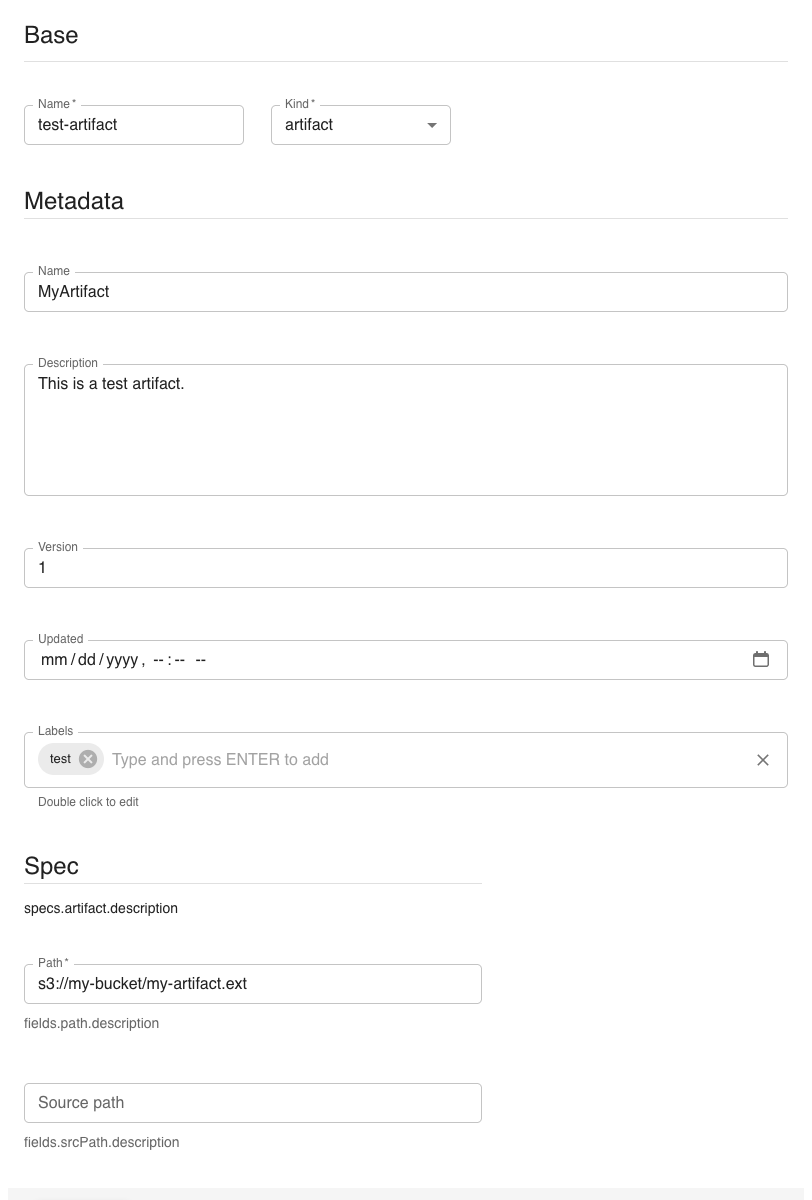 Base
Name *
Kind *
test-artifact
artifact
Metadata
Name
MyArtifact
Description
This is a test artifact.
Version
1
Updated
mm/dd/yyyy, --:-- --
Labels
test
Type and press ENTER to add
Double click to edit
Spec
specs.artifact.description
Path *
s3://my-bucket/my-artifact.ext
fields.path.description
Source path
fields.srcPath.description